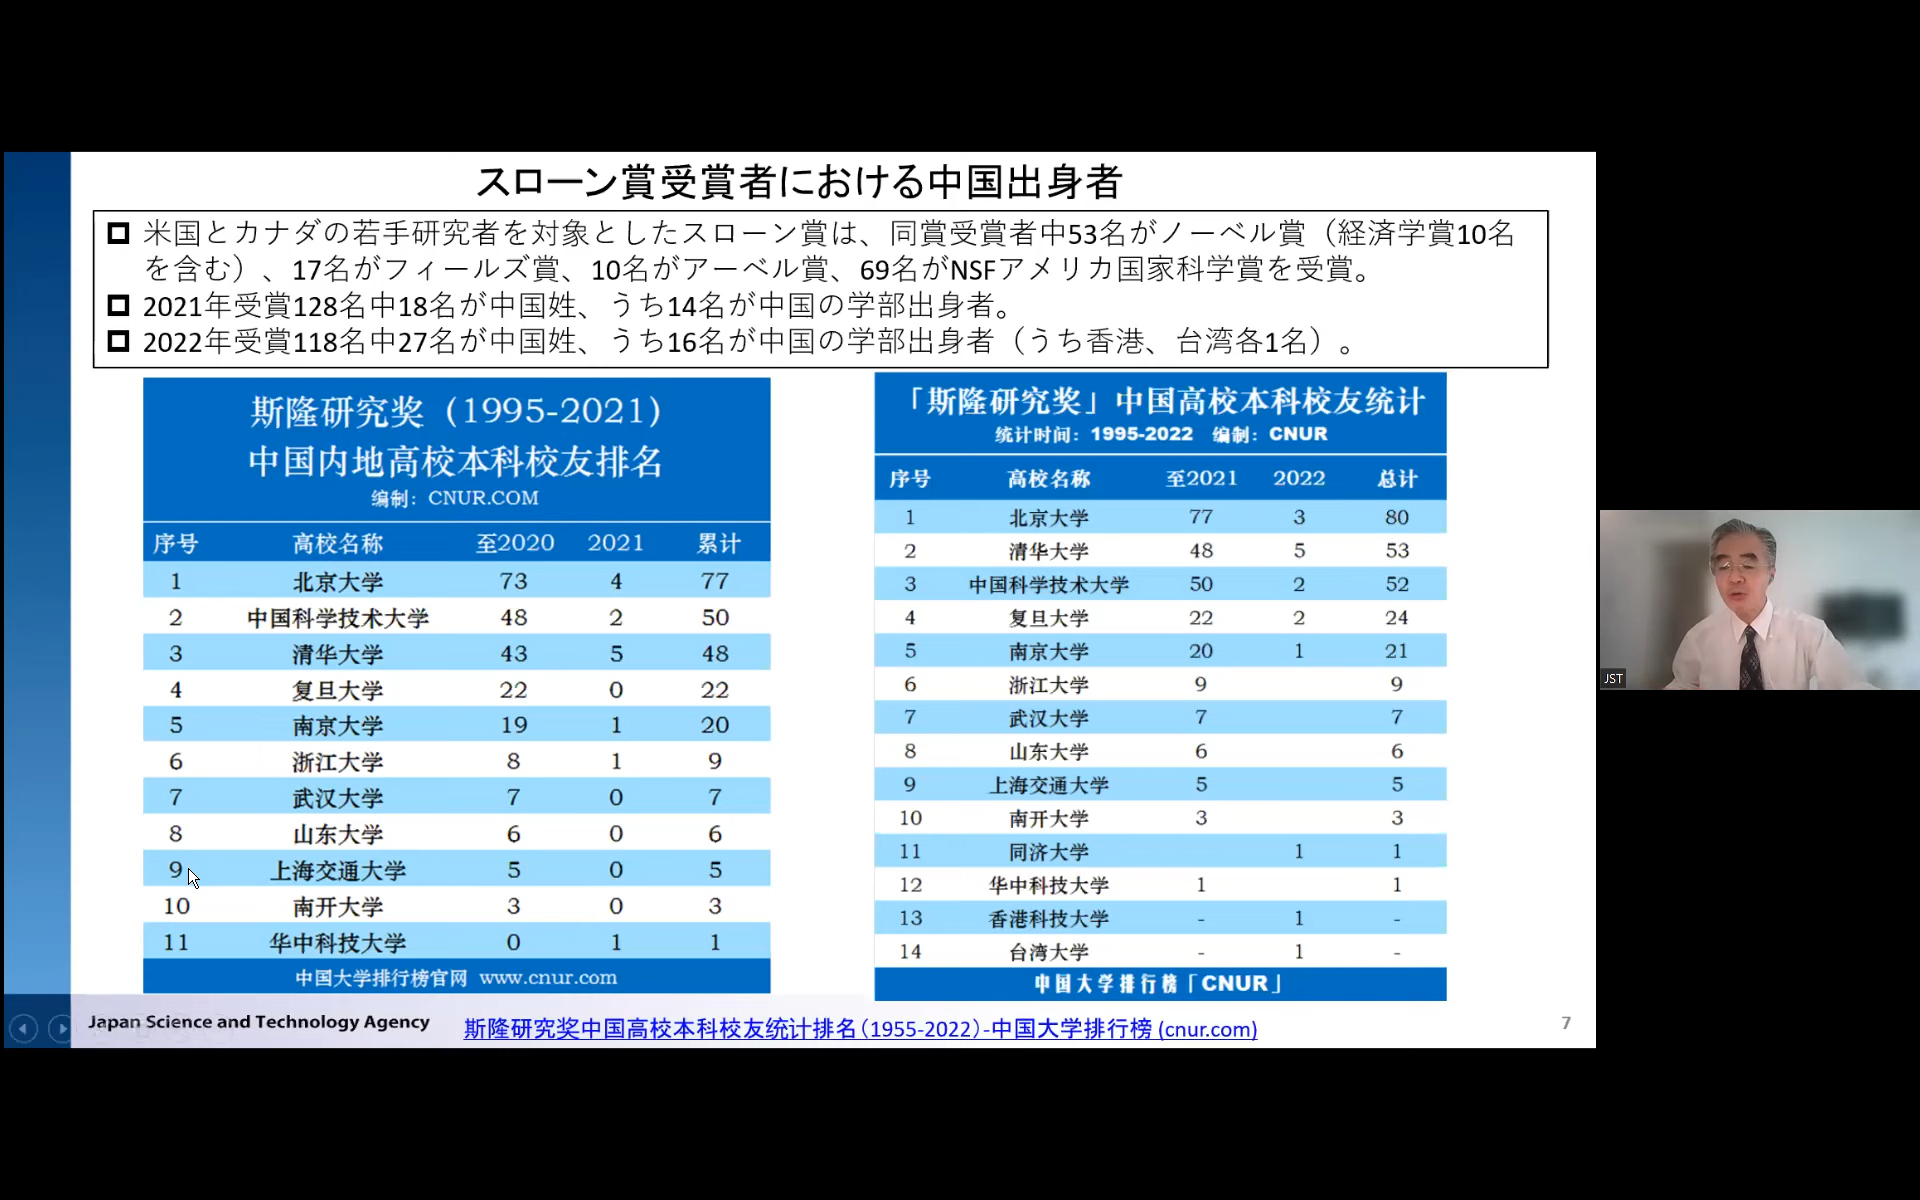 スローン賞受賞者における中国出身者
米国とカナダの若手研究者を対象としたスローン賞は、同賞受賞者中53名がノーベル賞（経済学賞10名
を含む）、17名がフィールズ賞、10名がアーベル賞、69名がNSFアメリカ国家科学賞を受賞。
2021年受賞128名中18名が中国姓、うち14名が中国の学部出身者。
2022年受賞118名中27名が中国姓、うち16名が中国の学部出身者（うち香港、台湾各1名）。
斯隆研究奖（1995-2021）
中国内地高校本科校友排名
编制：CNUR.COM
序号 高校名称 至2020 2021 累计
1 北京大学 73 4 77
2 中国科学技术大学 48 2 50
3 清华大学 43 5 48
4 复旦大学 22 0 22
5 南京大学 19 1 20
6 浙江大学 8 1 9
7 武汉大学 7 0 7
8 山东大学 6 0 6
9 上海交通大学 5 0 5
10 南开大学 3 0 3
11 华中科技大学 0 1 1
中国大学排行榜官网 www.cnur.com
「斯隆研究奖」中国高校本科校友统计
统计时间：1995-2022 编制：CNUR
序号 高校名称 至2021 2022 总计
1 北京大学 77 3 80
2 清华大学 48 5 53
3 中国科学技术大学 50 2 52
4 复旦大学 22 2 24
5 南京大学 20 1 21
6 浙江大学 9 9
7 武汉大学 7 7
8 山东大学 6 6
9 上海交通大学 5 5
10 南开大学 3 3
11 同济大学 1 1
12 华中科技大学 1 1
13 香港科技大学 - 1 -
14 台湾大学 - 1 -
中国大学排行榜「CNUR」
Japan Science and Technology Agency
斯隆研究奖中国高校本科校友统计排名（1955-2022）-中国大学排行榜 (cnur.com)
7
JST